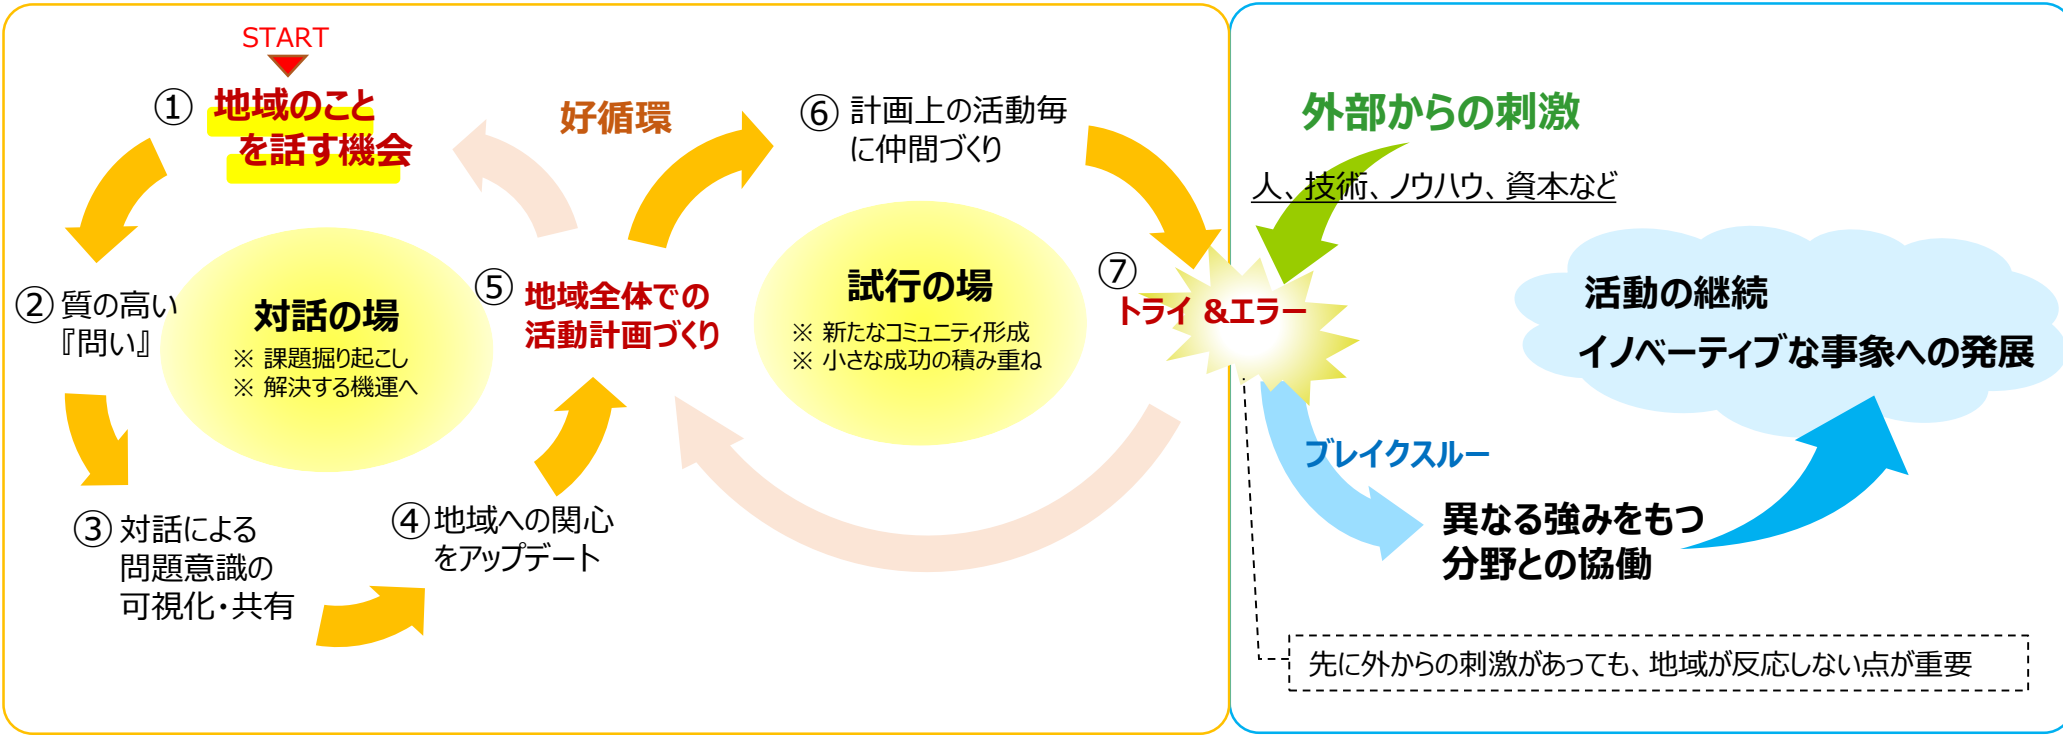 START
① 地域のこと
を話す機会
② 質の高い
『問い』
対話の場
※ 課題掘り起こし
※ 解決する機運へ
③ 対話による
問題意識の
可視化・共有
④ 地域への関心
をアップデート
好循環
⑤ 地域全体での
活動計画づくり
⑥ 計画上の活動毎
に仲間づくり
試行の場
※ 新たなコミュニティ形成
※ 小さな成功の積み重ね
⑦
トライ &エラー
外部からの刺激
人、技術、ノウハウ、資本など
ブレイクスルー
異なる強みをもつ
分野との協働
活動の継続
イノベーティブな事象への発展
先に外からの刺激があっても、地域が反応しない点が重要